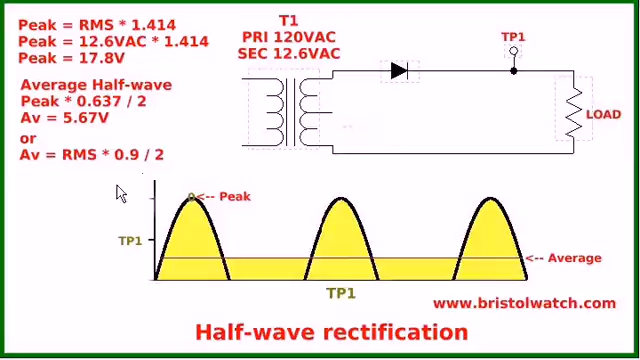 Peak = RMS * 1.414
Peak = 12.6VAC * 1.414
Peak = 17.8V
Average Half-wave
Peak * 0.637 / 2
Av = 5.67V
or
Av = RMS * 0.9 / 2
T1
PRI 120VAC
SEC 12.6VAC
TP1
LOAD
<-- Peak
TP1
<-- Average
TP1
www.bristolwatch.com
Half-wave rectification